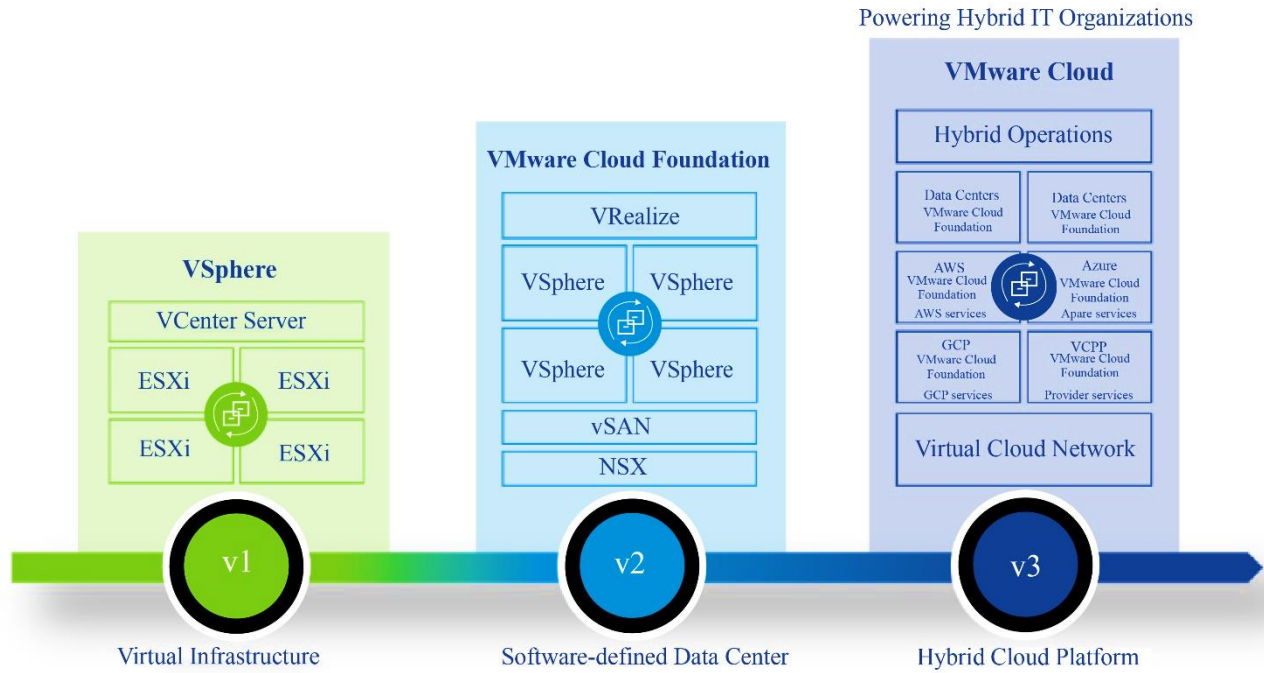 Powering Hybrid IT Organizations
VSphere
VCenter Server
ESXi
ESXi
ESXi
ESXi
v1
Virtual Infrastructure
VMware Cloud Foundation
VRealize
VSphere
VSphere
VSphere
VSphere
vSAN
NSX
v2
Software-defined Data Center
VMware Cloud
Hybrid Operations
Data Centers
VMware Cloud
Foundation
Data Centers
VMware Cloud
Foundation
AWS
VMware Cloud
Foundation
AWS services
Azure
VMware Cloud
Foundation
Apare services
GCP
VMware Cloud
Foundation
GCP services
VCPP
VMware Cloud
Foundation
Provider services
Virtual Cloud Network
v3
Hybrid Cloud Platform